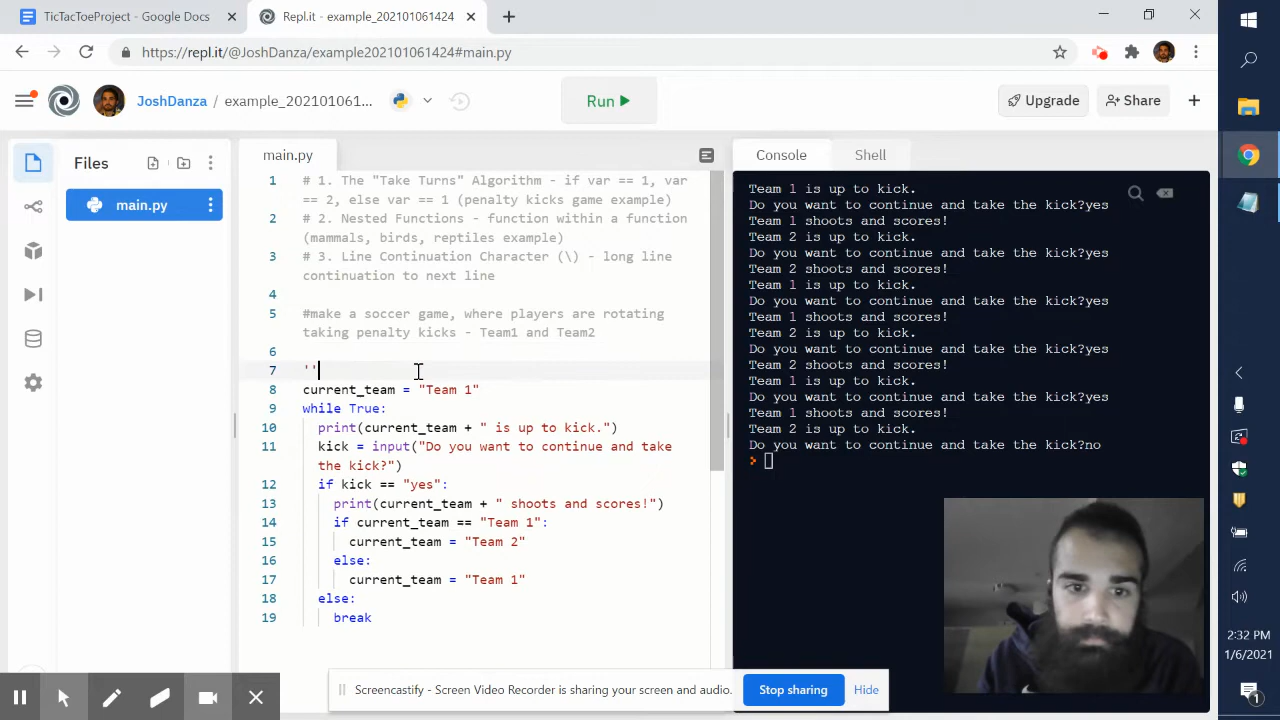 TicTacToeProject - Google Docs
Repl.it - example_202101061424
https://repl.it/@JoshDanza/example202101061424#main.py
JoshDanza / example_202101061...
Run
Upgrade
Share
Files
main.py
main.py
1 # 1. The "Take Turns" Algorithm - if var == 1, var
== 2, else var == 1 (penalty kicks game example)
2 # 2. Nested Functions - function within a function
(mammals, birds, reptiles example)
3 # 3. Line Continuation Character (\) - long line
continuation to next line
4
5 #make a soccer game, where players are rotating
taking penalty kicks - Team1 and Team2
6
7 ''
8 current_team = "Team 1"
9 while True:
10 print(current_team + " is up to kick.")
11 kick = input("Do you want to continue and take
the kick?")
12 if kick == "yes":
13 print(current_team + " shoots and scores!")
14 if current_team == "Team 1":
15 current_team = "Team 2"
16 else:
17 current_team = "Team 1"
18 else:
19 break
Console
Shell
Team 1 is up to kick.
Do you want to continue and take the kick?yes
Team 1 shoots and scores!
Team 2 is up to kick.
Do you want to continue and take the kick?yes
Team 2 shoots and scores!
Team 1 is up to kick.
Do you want to continue and take the kick?yes
Team 1 shoots and scores!
Team 2 is up to kick.
Do you want to continue and take the kick?yes
Team 2 shoots and scores!
Team 1 is up to kick.
Do you want to continue and take the kick?yes
Team 1 shoots and scores!
Team 2 is up to kick.
Do you want to continue and take the kick?no
Screencastify - Screen Video Recorder is sharing your screen and audio.
Stop sharing
Hide
2:32 PM
1/6/2021
1